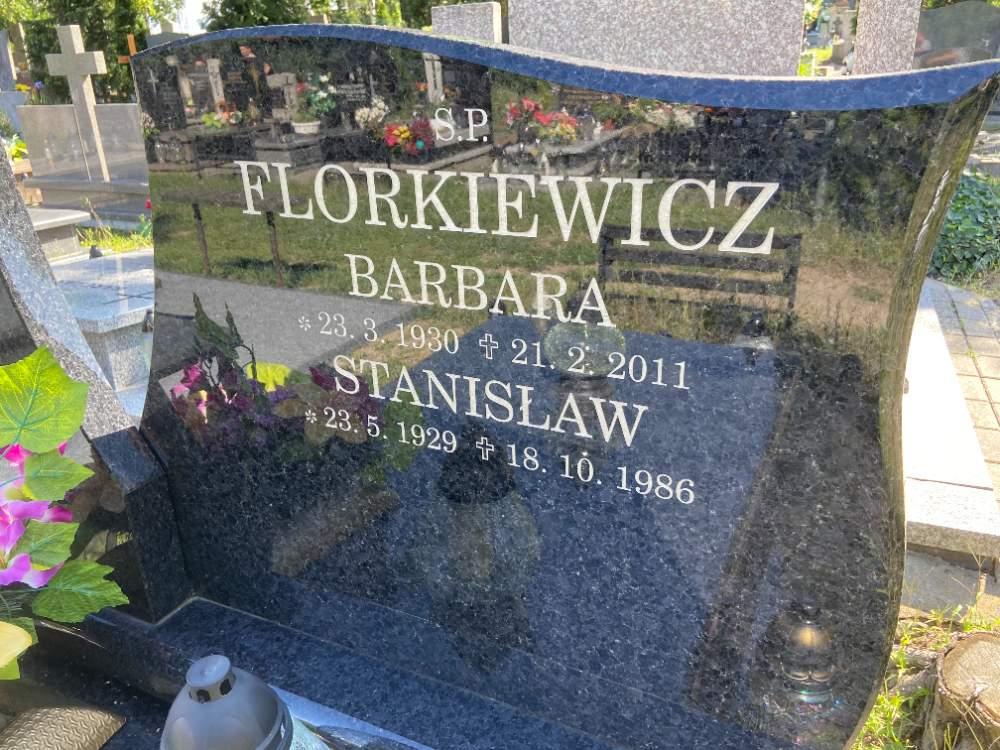 S.P.
FLORKIEWICZ
BARBARA
* 23. 3. 1930 ✝ 21. 2. 2011
STANISŁAW
* 23. 5. 1929 ✝ 18. 10. 1986